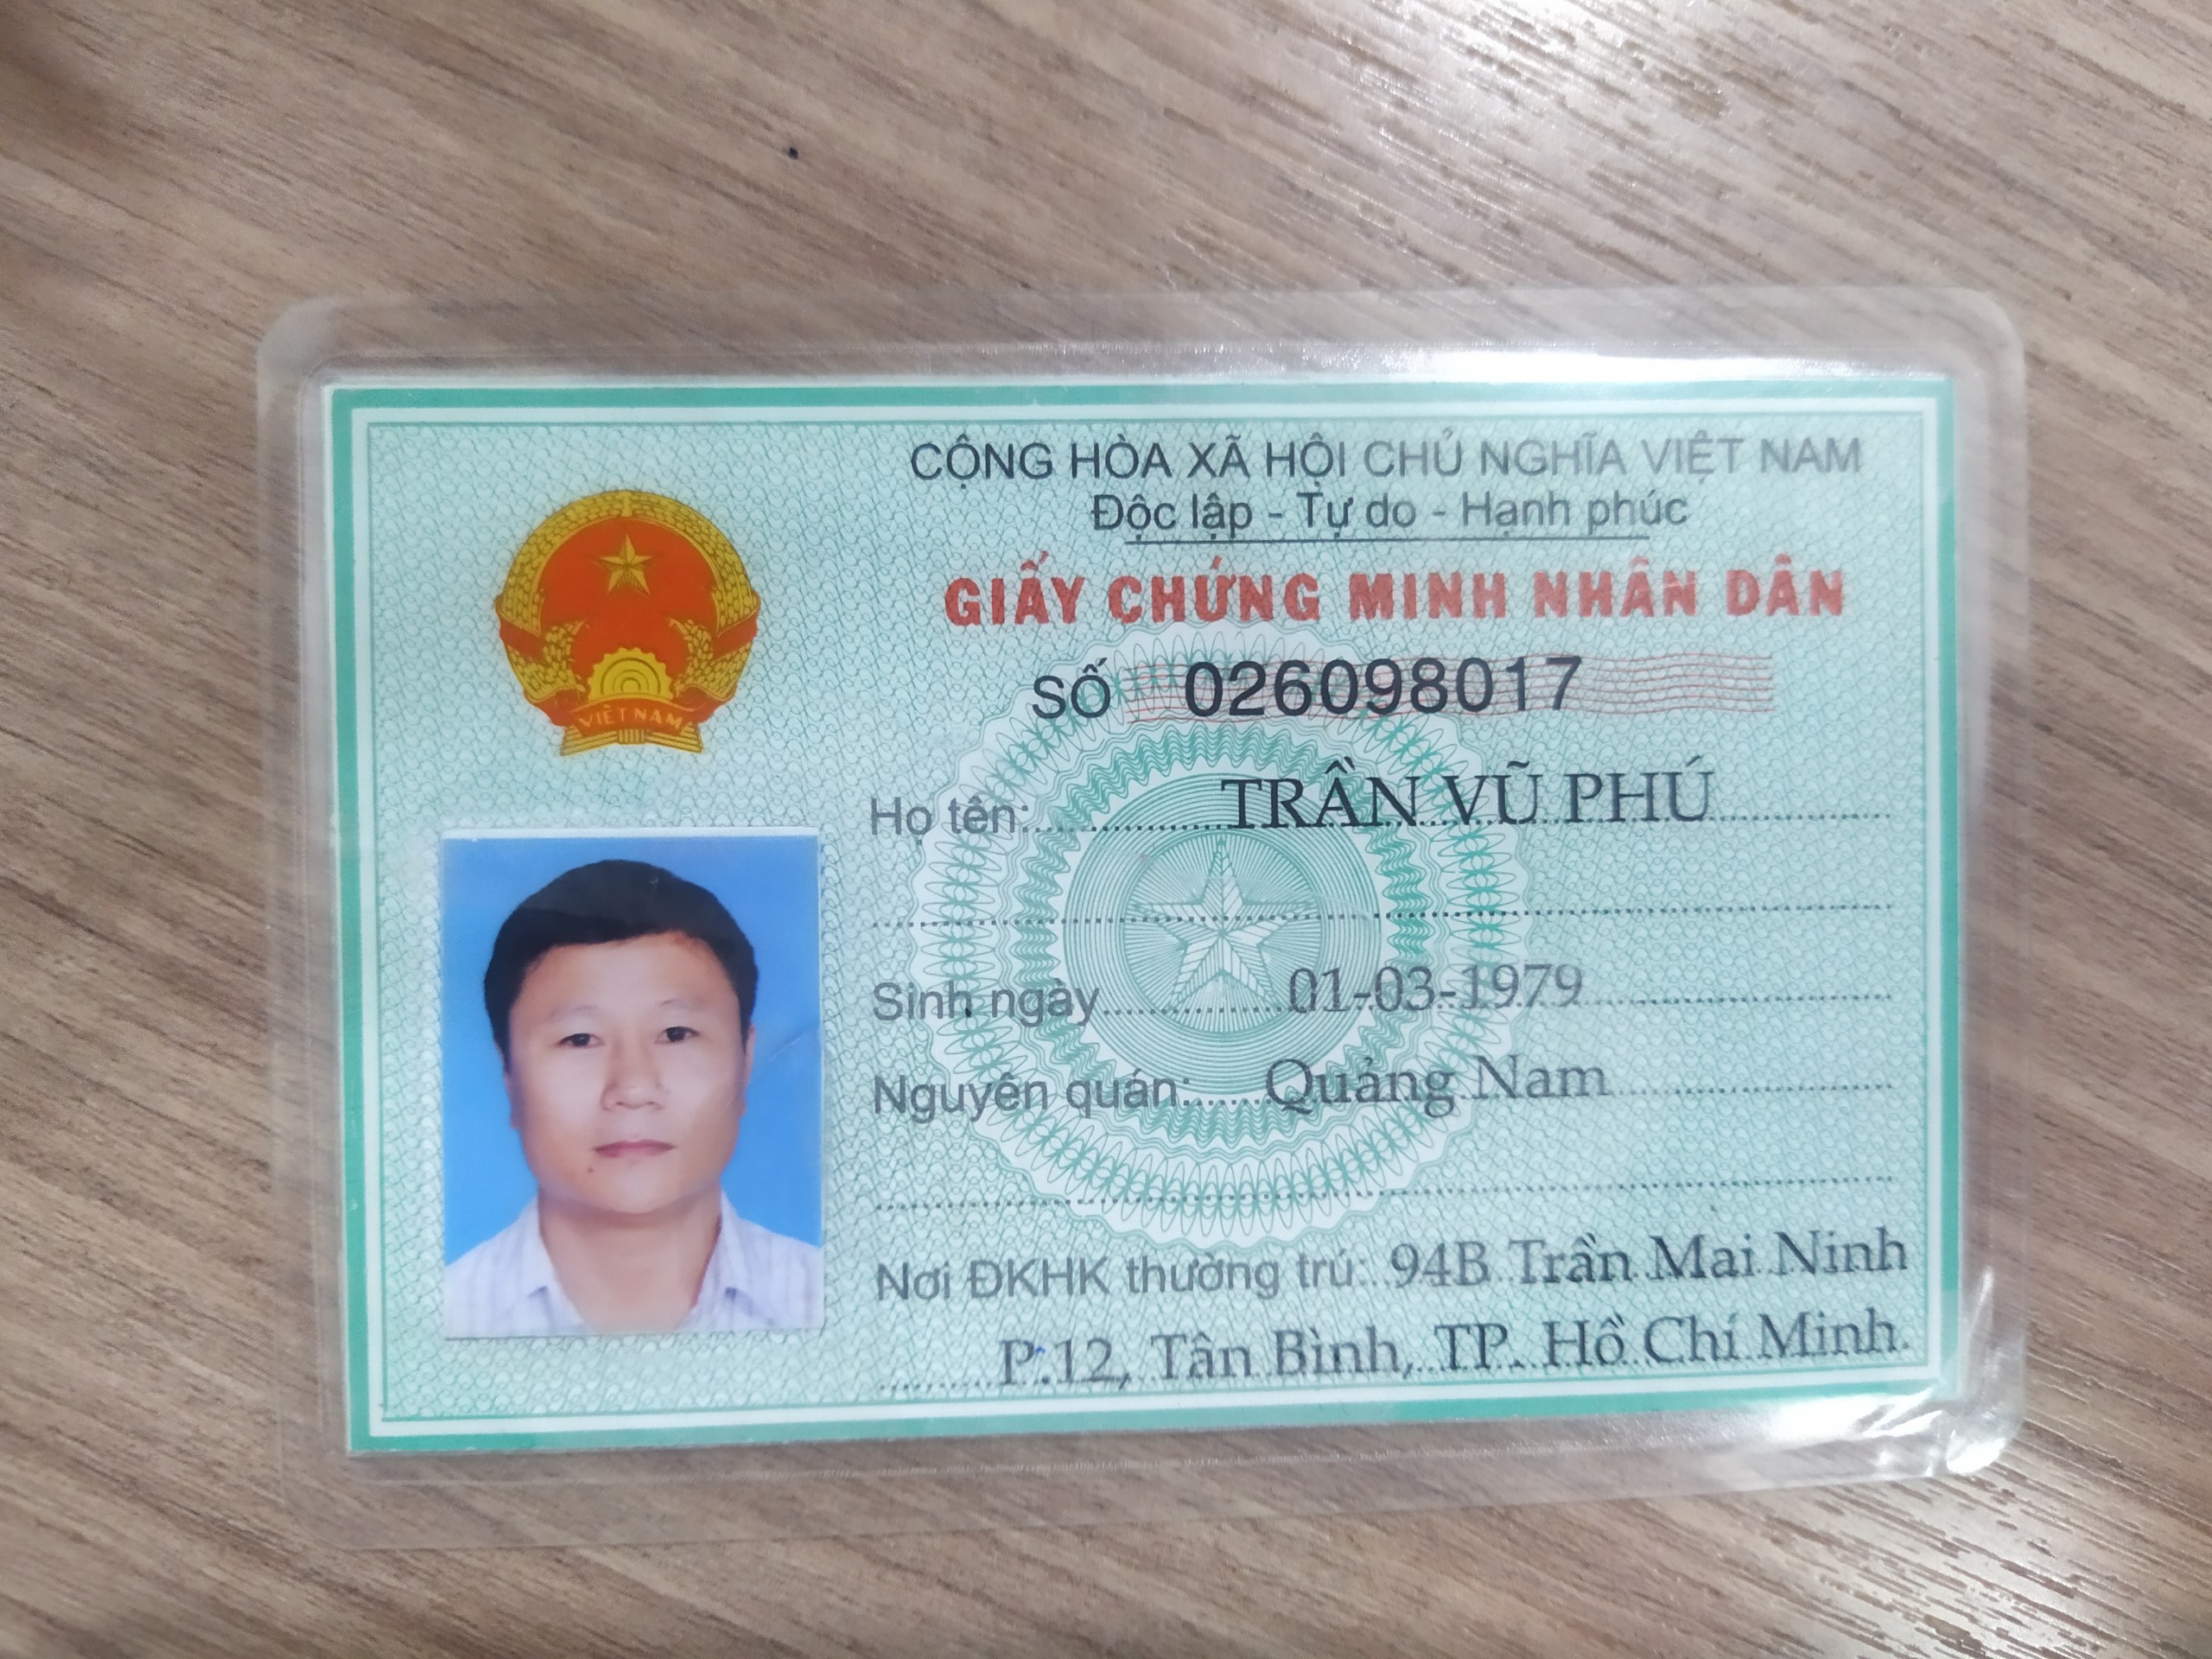 CỘNG HÒA XÃ HỘI CHỦ NGHĨA VIỆT NAM
Độc lập - Tự do - Hạnh phúc
GIẤY CHỨNG MINH NHÂN DÂN
SỐ 026098017
VIỆT NAM
Họ tên: TRẦN VŨ PHÚ
Sinh ngày 01-03-1979
Nguyên quán: Quảng Nam
Nơi ĐKHK thường trú: 94B Trần Mai Ninh
P.12, Tân Bình, TP. Hồ Chí Minh.